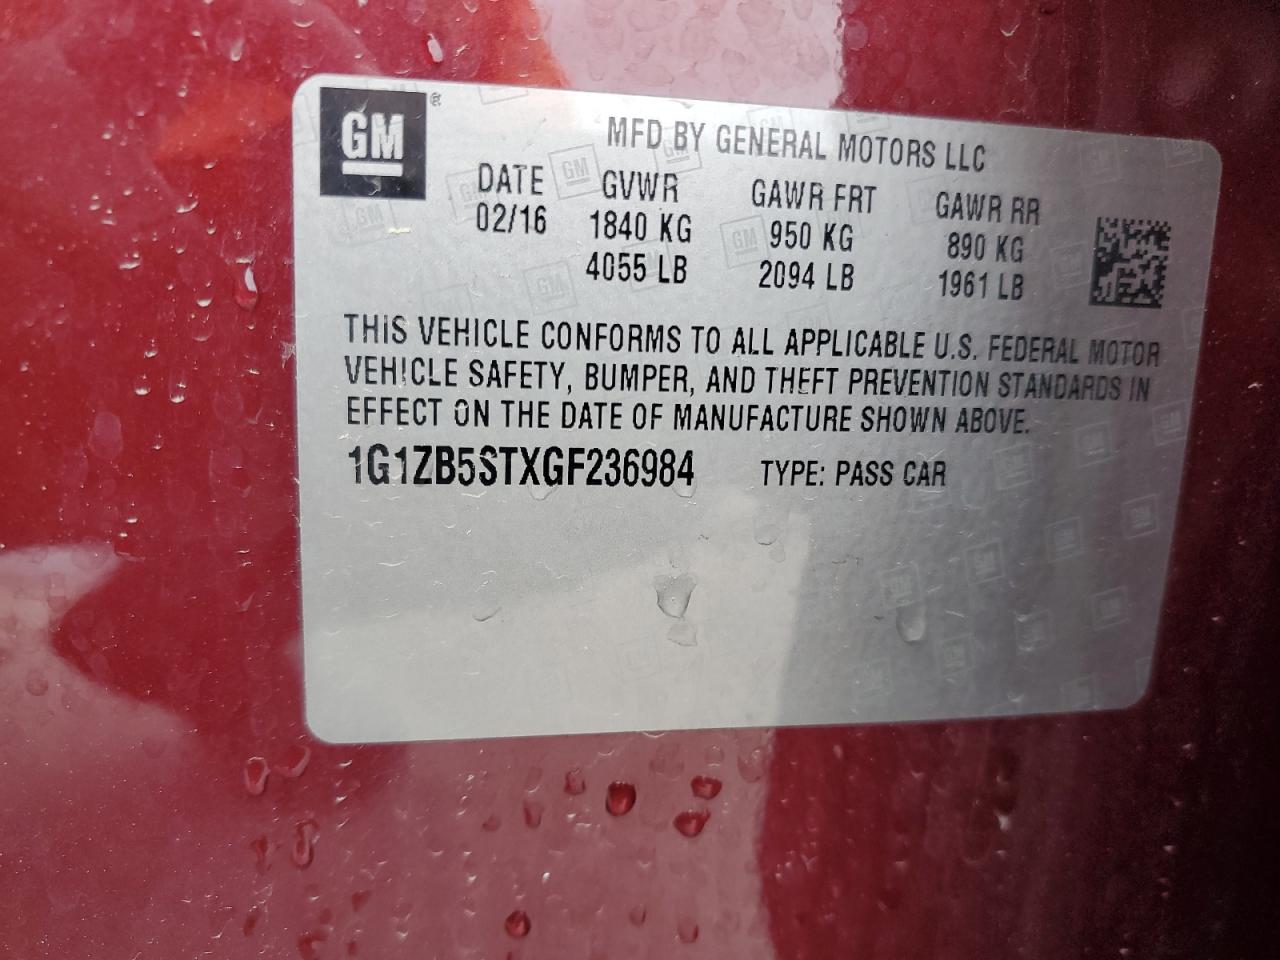 GM ®
MFD BY GENERAL MOTORS LLC
DATE GVWR GAWR FRT GAWR RR
02/16 1840 KG 950 KG 890 KG
4055 LB 2094 LB 1961 LB
THIS VEHICLE CONFORMS TO ALL APPLICABLE U.S. FEDERAL MOTOR
VEHICLE SAFETY, BUMPER, AND THEFT PREVENTION STANDARDS IN
EFFECT ON THE DATE OF MANUFACTURE SHOWN ABOVE.
1G1ZB5STXGF236984 TYPE: PASS CAR